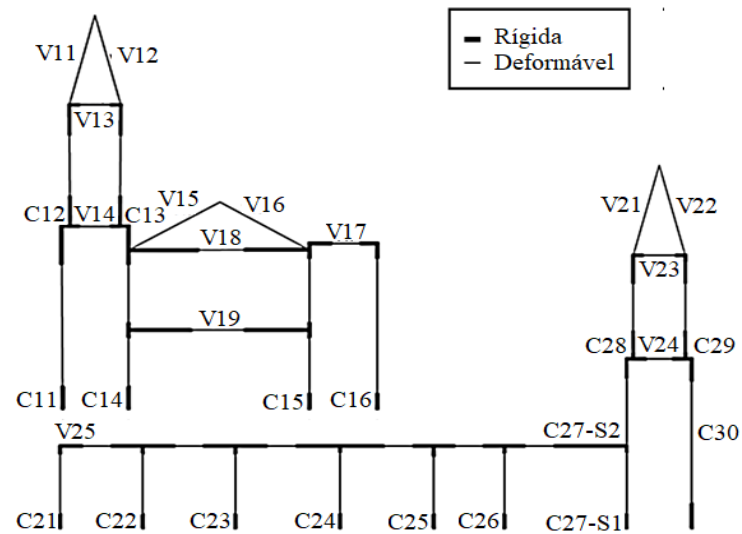 V11 V12
Rígida
Deformável
V13
V15 V16
V21 V22
C12 V14 C13
V17
V18
V23
V19
C28 V24 C29
C11 C14 C15 C16
V25 C27-S2 C30
C21 C22 C23 C24 C25 C26 C27-S1